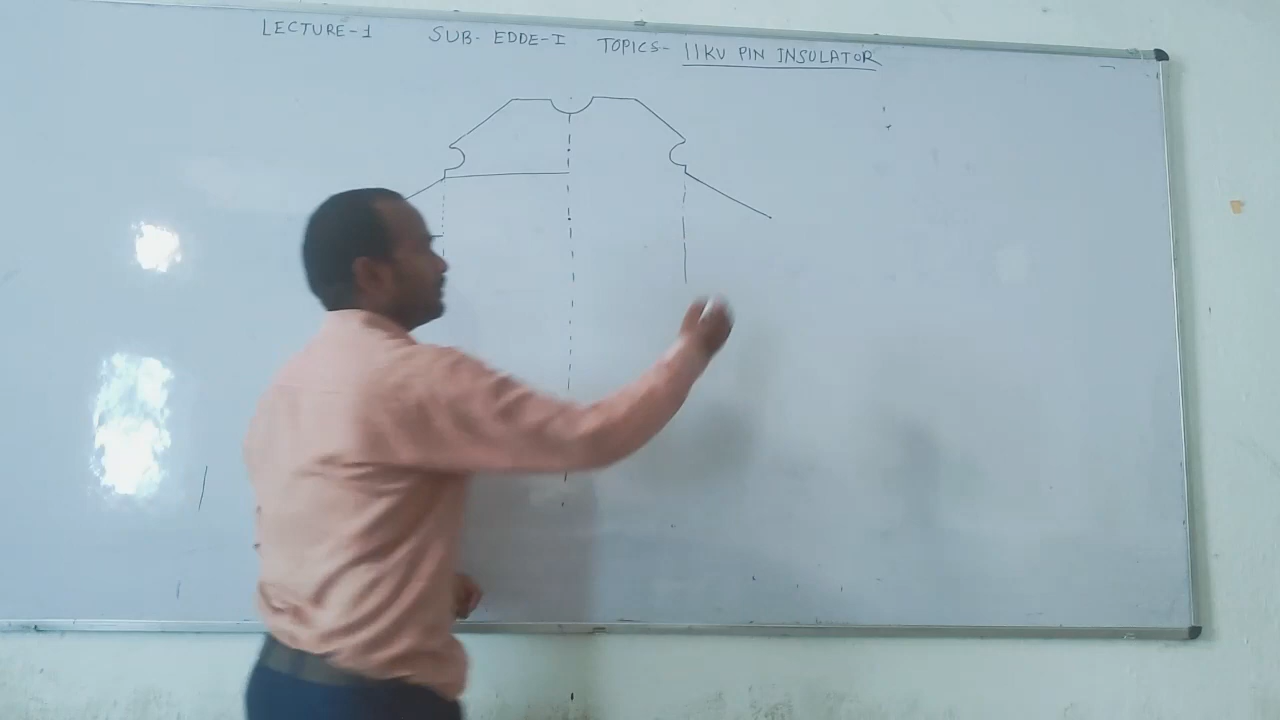 LECTURE-1 SUB- EDDE-I TOPICS- 11KV PIN INSULATOR